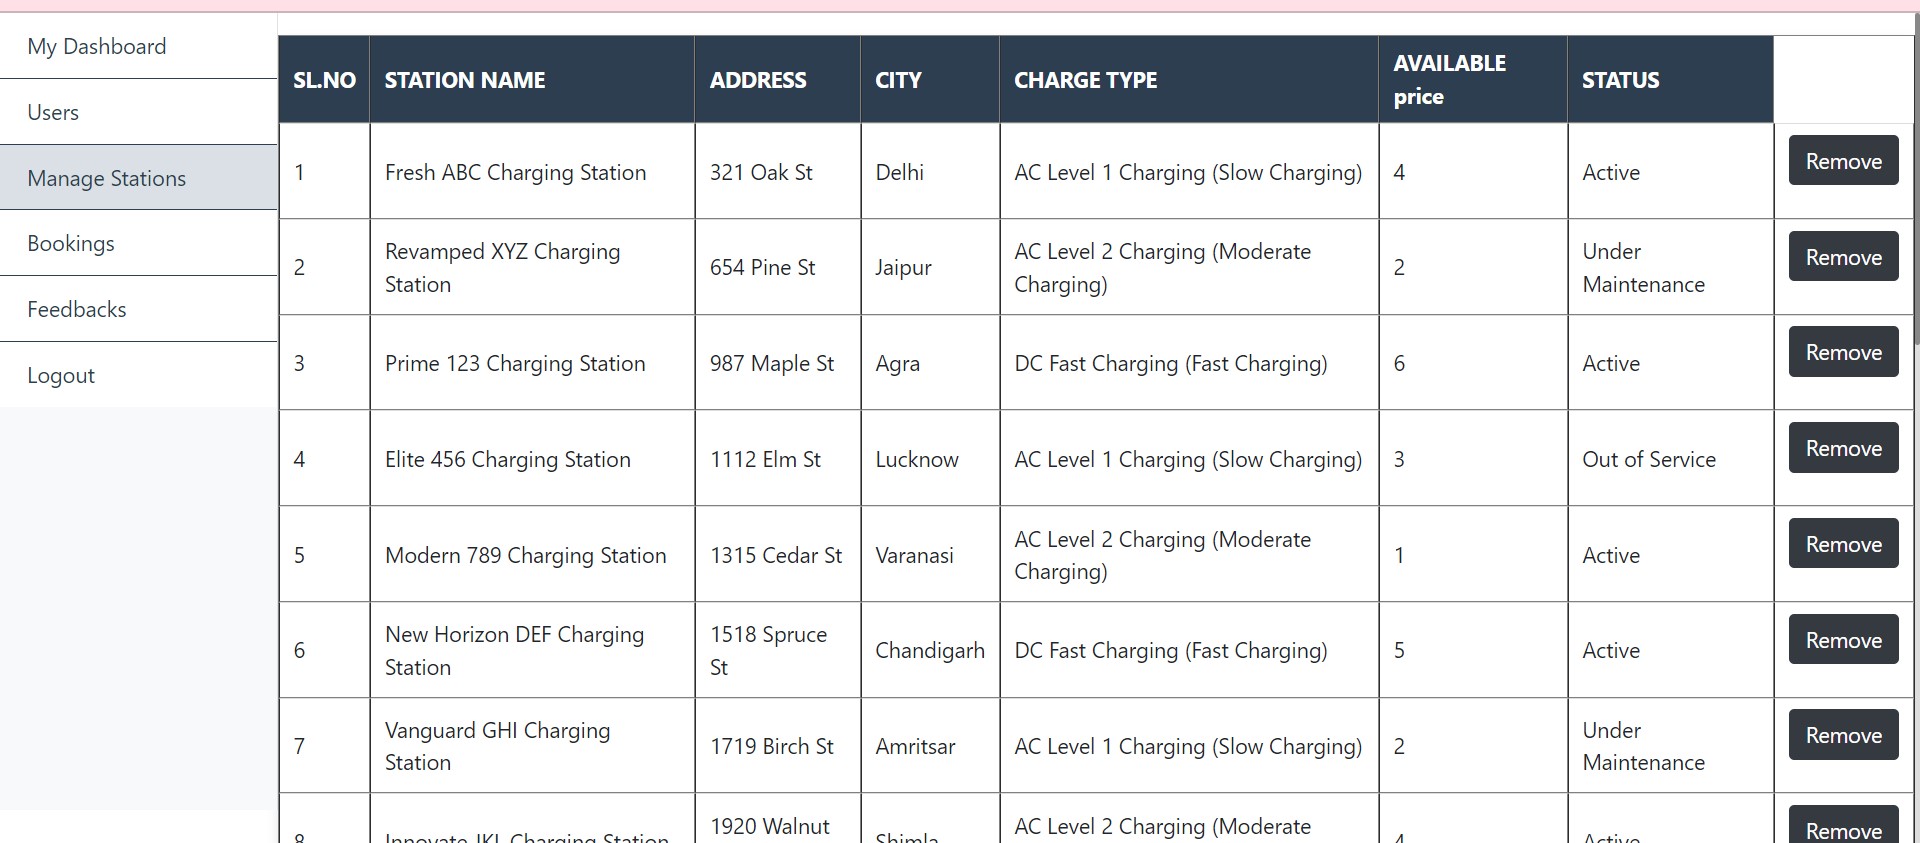 My Dashboard
Users
Manage Stations
Bookings
Feedbacks
Logout
SL.NO STATION NAME ADDRESS CITY CHARGE TYPE AVAILABLE price STATUS
1 Fresh ABC Charging Station 321 Oak St Delhi AC Level 1 Charging (Slow Charging) 4 Active Remove
2 Revamped XYZ Charging Station 654 Pine St Jaipur AC Level 2 Charging (Moderate Charging) 2 Under Maintenance Remove
3 Prime 123 Charging Station 987 Maple St Agra DC Fast Charging (Fast Charging) 6 Active Remove
4 Elite 456 Charging Station 1112 Elm St Lucknow AC Level 1 Charging (Slow Charging) 3 Out of Service Remove
5 Modern 789 Charging Station 1315 Cedar St Varanasi AC Level 2 Charging (Moderate Charging) 1 Active Remove
6 New Horizon DEF Charging Station 1518 Spruce St Chandigarh DC Fast Charging (Fast Charging) 5 Active Remove
7 Vanguard GHI Charging Station 1719 Birch St Amritsar AC Level 1 Charging (Slow Charging) 2 Under Maintenance Remove
8 Innovate JKL Charging Station 1920 Walnut Shimla AC Level 2 Charging (Moderate 4 Active Remove